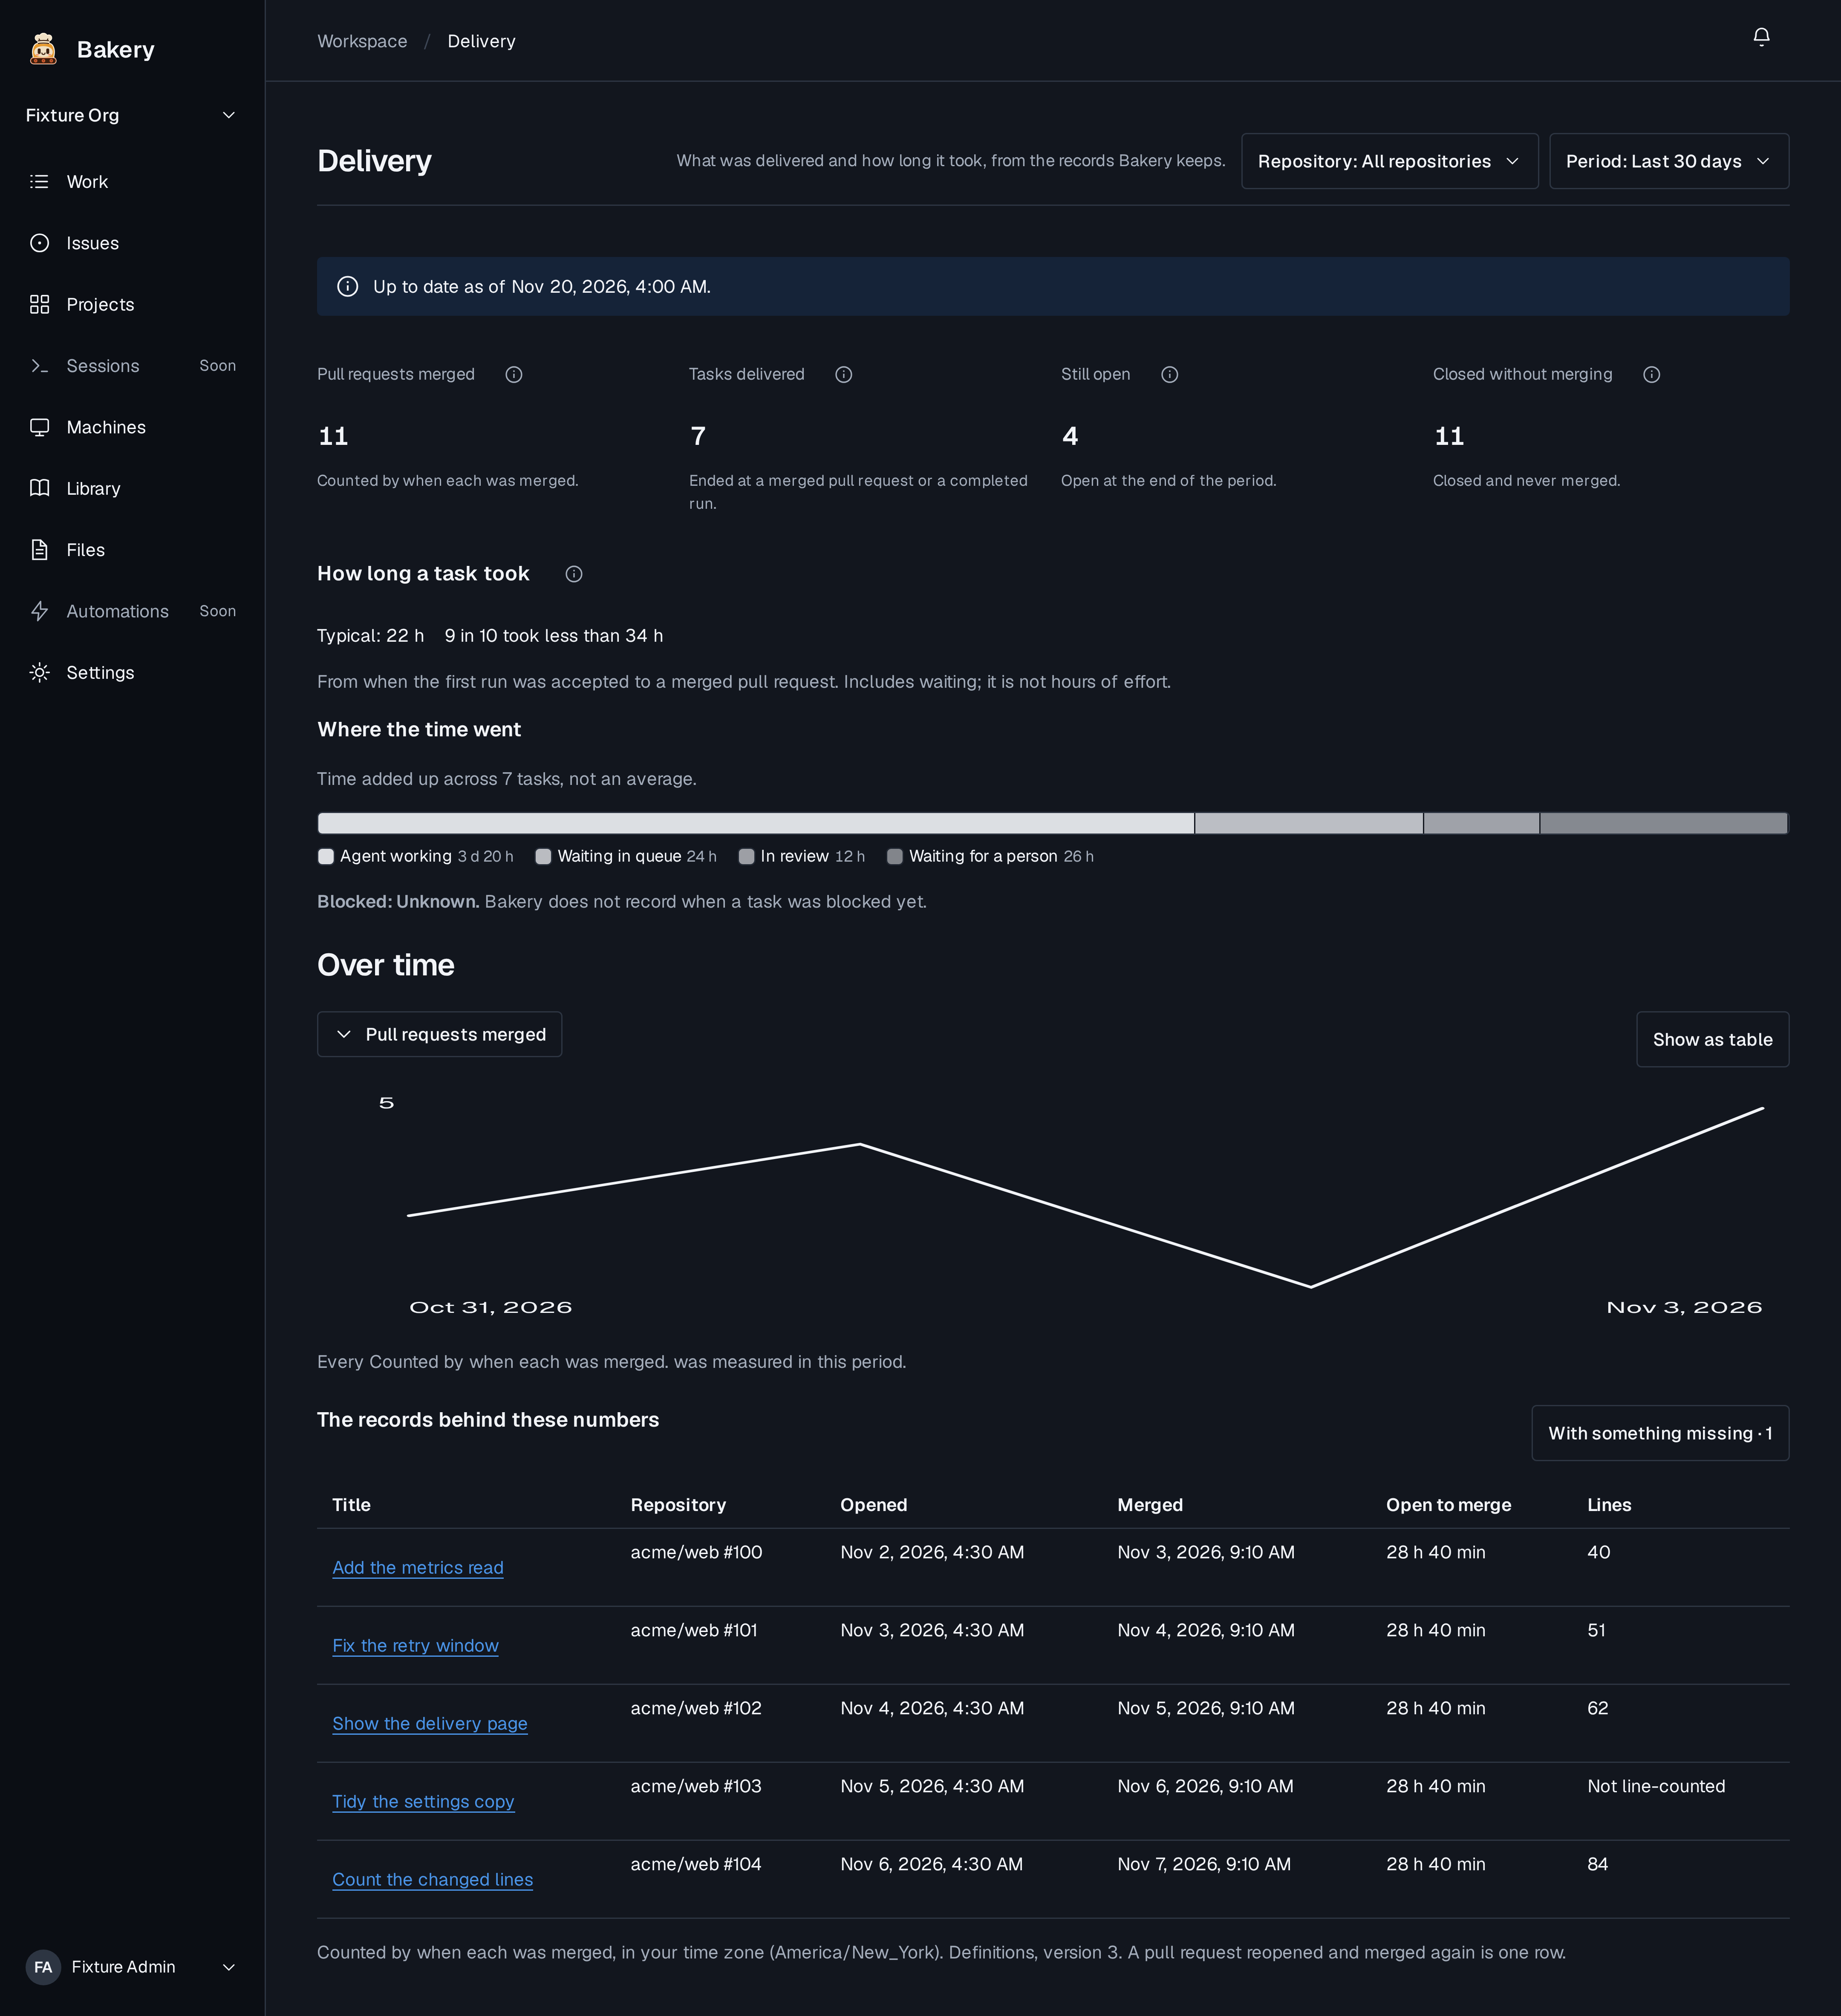 Bakery
Workspace / Delivery
Fixture Org
Work
Issues
Projects
Sessions Soon
Machines
Library
Files
Automations Soon
Settings
FA Fixture Admin
Delivery
What was delivered and how long it took, from the records Bakery keeps.
Repository: All repositories
Period: Last 30 days
Up to date as of Nov 20, 2026, 4:00 AM.
Pull requests merged
11
Counted by when each was merged.
Tasks delivered
7
Ended at a merged pull request or a completed
run.
Still open
4
Open at the end of the period.
Closed without merging
11
Closed and never merged.
How long a task took
Typical: 22 h 9 in 10 took less than 34 h
From when the first run was accepted to a merged pull request. Includes waiting; it is not hours of effort.
Where the time went
Time added up across 7 tasks, not an average.
Agent working 3 d 20 h Waiting in queue 24 h In review 12 h Waiting for a person 26 h
Blocked: Unknown. Bakery does not record when a task was blocked yet.
Over time
Pull requests merged
Show as table
5
Oct 31, 2026 Nov 3, 2026
Every Counted by when each was merged. was measured in this period.
The records behind these numbers
With something missing · 1
Title Repository Opened Merged Open to merge Lines
Add the metrics read acme/web #100 Nov 2, 2026, 4:30 AM Nov 3, 2026, 9:10 AM 28 h 40 min 40
Fix the retry window acme/web #101 Nov 3, 2026, 4:30 AM Nov 4, 2026, 9:10 AM 28 h 40 min 51
Show the delivery page acme/web #102 Nov 4, 2026, 4:30 AM Nov 5, 2026, 9:10 AM 28 h 40 min 62
Tidy the settings copy acme/web #103 Nov 5, 2026, 4:30 AM Nov 6, 2026, 9:10 AM 28 h 40 min Not line-counted
Count the changed lines acme/web #104 Nov 6, 2026, 4:30 AM Nov 7, 2026, 9:10 AM 28 h 40 min 84
Counted by when each was merged, in your time zone (America/New_York). Definitions, version 3. A pull request reopened and merged again is one row.